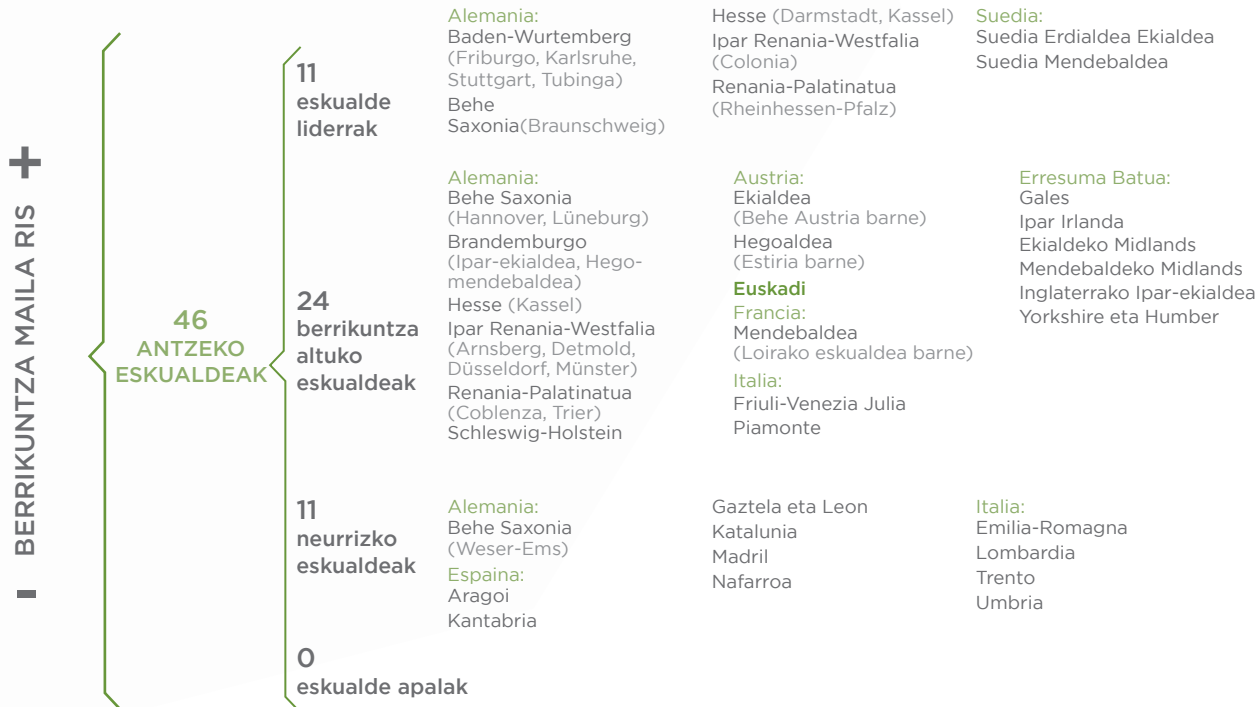 BERRIKUNTZA MAILA RIS
+
-
46
ANTZEKO
ESKUALDEAK
11
eskualde
liderrak
Alemania:
Baden-Wurtemberg
(Friburgo, Karlsruhe,
Stuttgart, Tubinga)
Behe
Saxonia(Braunschweig)
Hesse (Darmstadt, Kassel)
Ipar Renania-Westfalia
(Colonia)
Renania-Palatinatua
(Rheinhessen-Pfalz)
Suedia:
Suedia Erdialdea Ekialdea
Suedia Mendebaldea
24
berrikuntza
altuko
eskualdeak
Alemania:
Behe Saxonia
(Hannover, Lüneburg)
Brandemburgo
(Ipar-ekialdea, Hego-
mendebaldea)
Hesse (Kassel)
Ipar Renania-Westfalia
(Arnsberg, Detmold,
Düsseldorf, Münster)
Renania-Palatinatua
(Coblenza, Trier)
Schleswig-Holstein
Austria:
Ekialdea
(Behe Austria barne)
Hegoaldea
(Estiria barne)
Euskadi
Francia:
Mendebaldea
(Loirako eskualdea barne)
Italia:
Friuli-Venezia Julia
Piamonte
Erresuma Batua:
Gales
Ipar Irlanda
Ekialdeko Midlands
Mendebaldeko Midlands
Inglaterrako Ipar-ekialdea
Yorkshire eta Humber
11
neurrizko
eskualdeak
Alemania:
Behe Saxonia
(Weser-Ems)
Espaina:
Aragoi
Kantabria
Gaztela eta Leon
Katalunia
Madril
Nafarroa
Italia:
Emilia-Romagna
Lombardia
Trento
Umbria
0
eskualde apalak